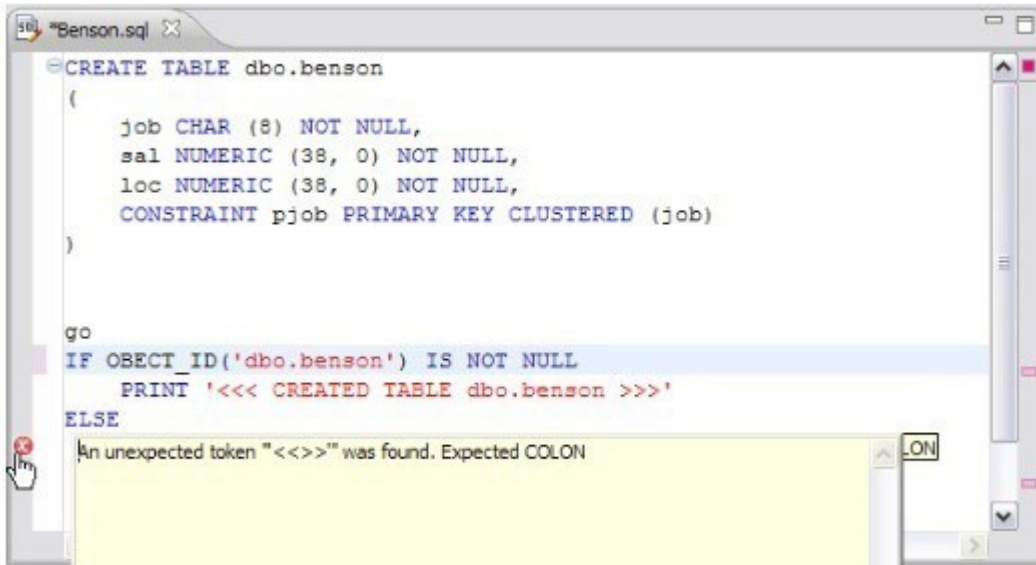 *Benson.sql
CREATE TABLE dbo.benson
(
job CHAR (8) NOT NULL,
sal NUMERIC (38, 0) NOT NULL,
loc NUMERIC (38, 0) NOT NULL,
CONSTRAINT pjob PRIMARY KEY CLUSTERED (job)
)
go
IF OBECT_ID('dbo.benson') IS NOT NULL
PRINT '<<< CREATED TABLE dbo.benson >>>'
ELSE
An unexpected token "'<<>>'" was found. Expected COLON
LON